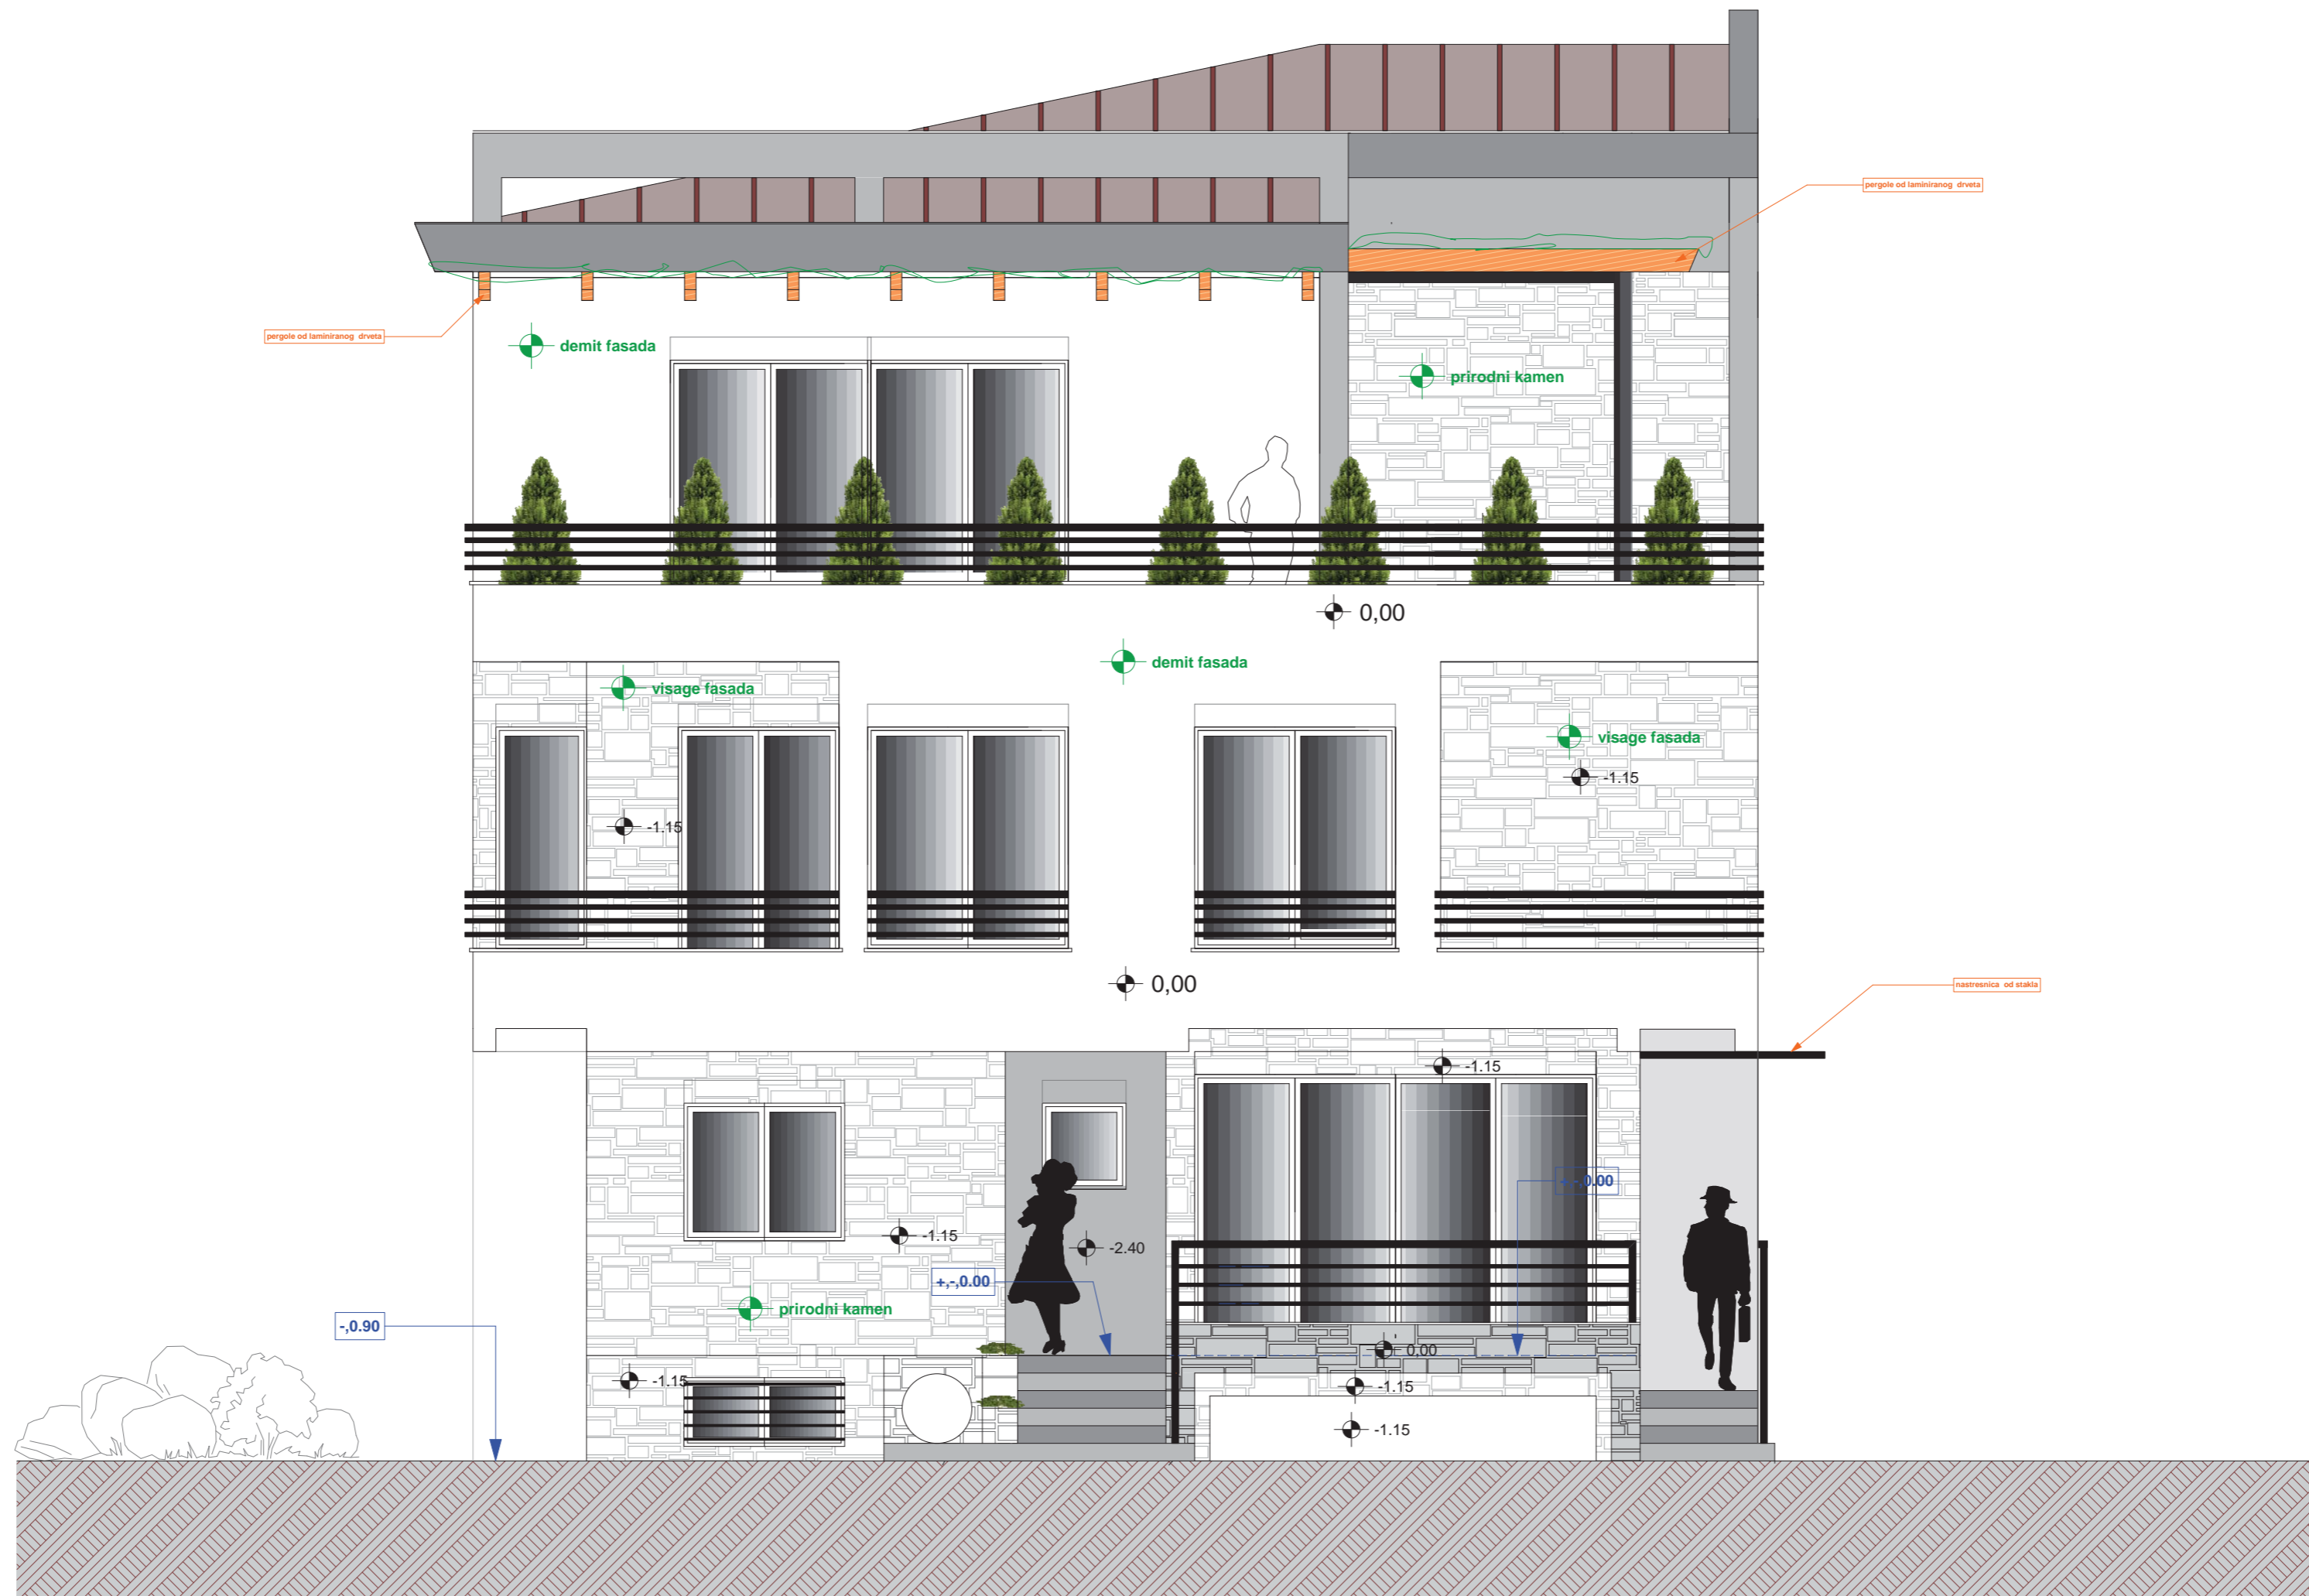 pergole od laminiranog drveta
pergole od laminiranog drveta
demit fasada
prirodni kamen
0,00
demit fasada
visage fasada
visage fasada
-1.15
-1.15
0,00
nastresnica od stakla
-1.15
+,-,0.00
-1.15
-2.40
+,-,0.00
prirodni kamen
-,0.90
0,00
-1.15
-1.15
-1.15